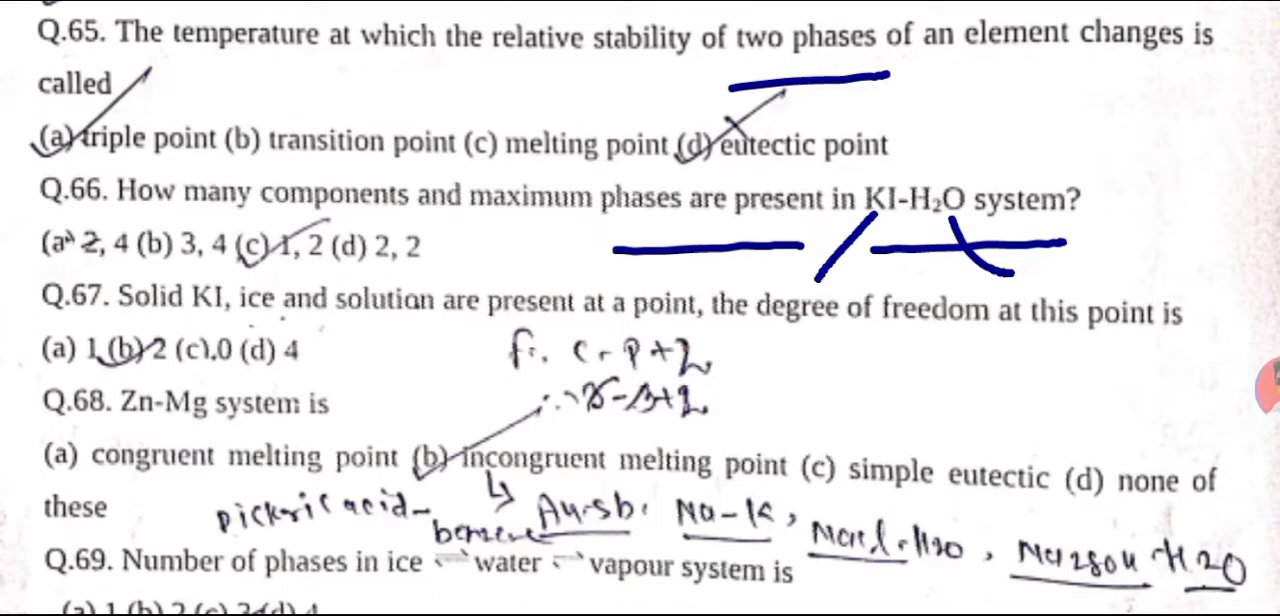 Q.65. The temperature at which the relative stability of two phases of an element changes is
called
(a) triple point (b) transition point (c) melting point (d) eutectic point
Q.66. How many components and maximum phases are present in KI-H₂O system?
(a) 2, 4 (b) 3, 4 (c) 1, 2 (d) 2, 2
Q.67. Solid KI, ice and solution are present at a point, the degree of freedom at this point is
(a) 1 (b) 2 (c) 0 (d) 4
f = C - P + 2
Q.68. Zn-Mg system is
(a) congruent melting point (b) incongruent melting point (c) simple eutectic (d) none of
these
pickric acid- benzene Au-sb, Na-K, H2O
Q.69. Number of phases in ice ⇌ water ⇌ vapour system is
(a) 1 (b) 2 (c) 3 (d) 4